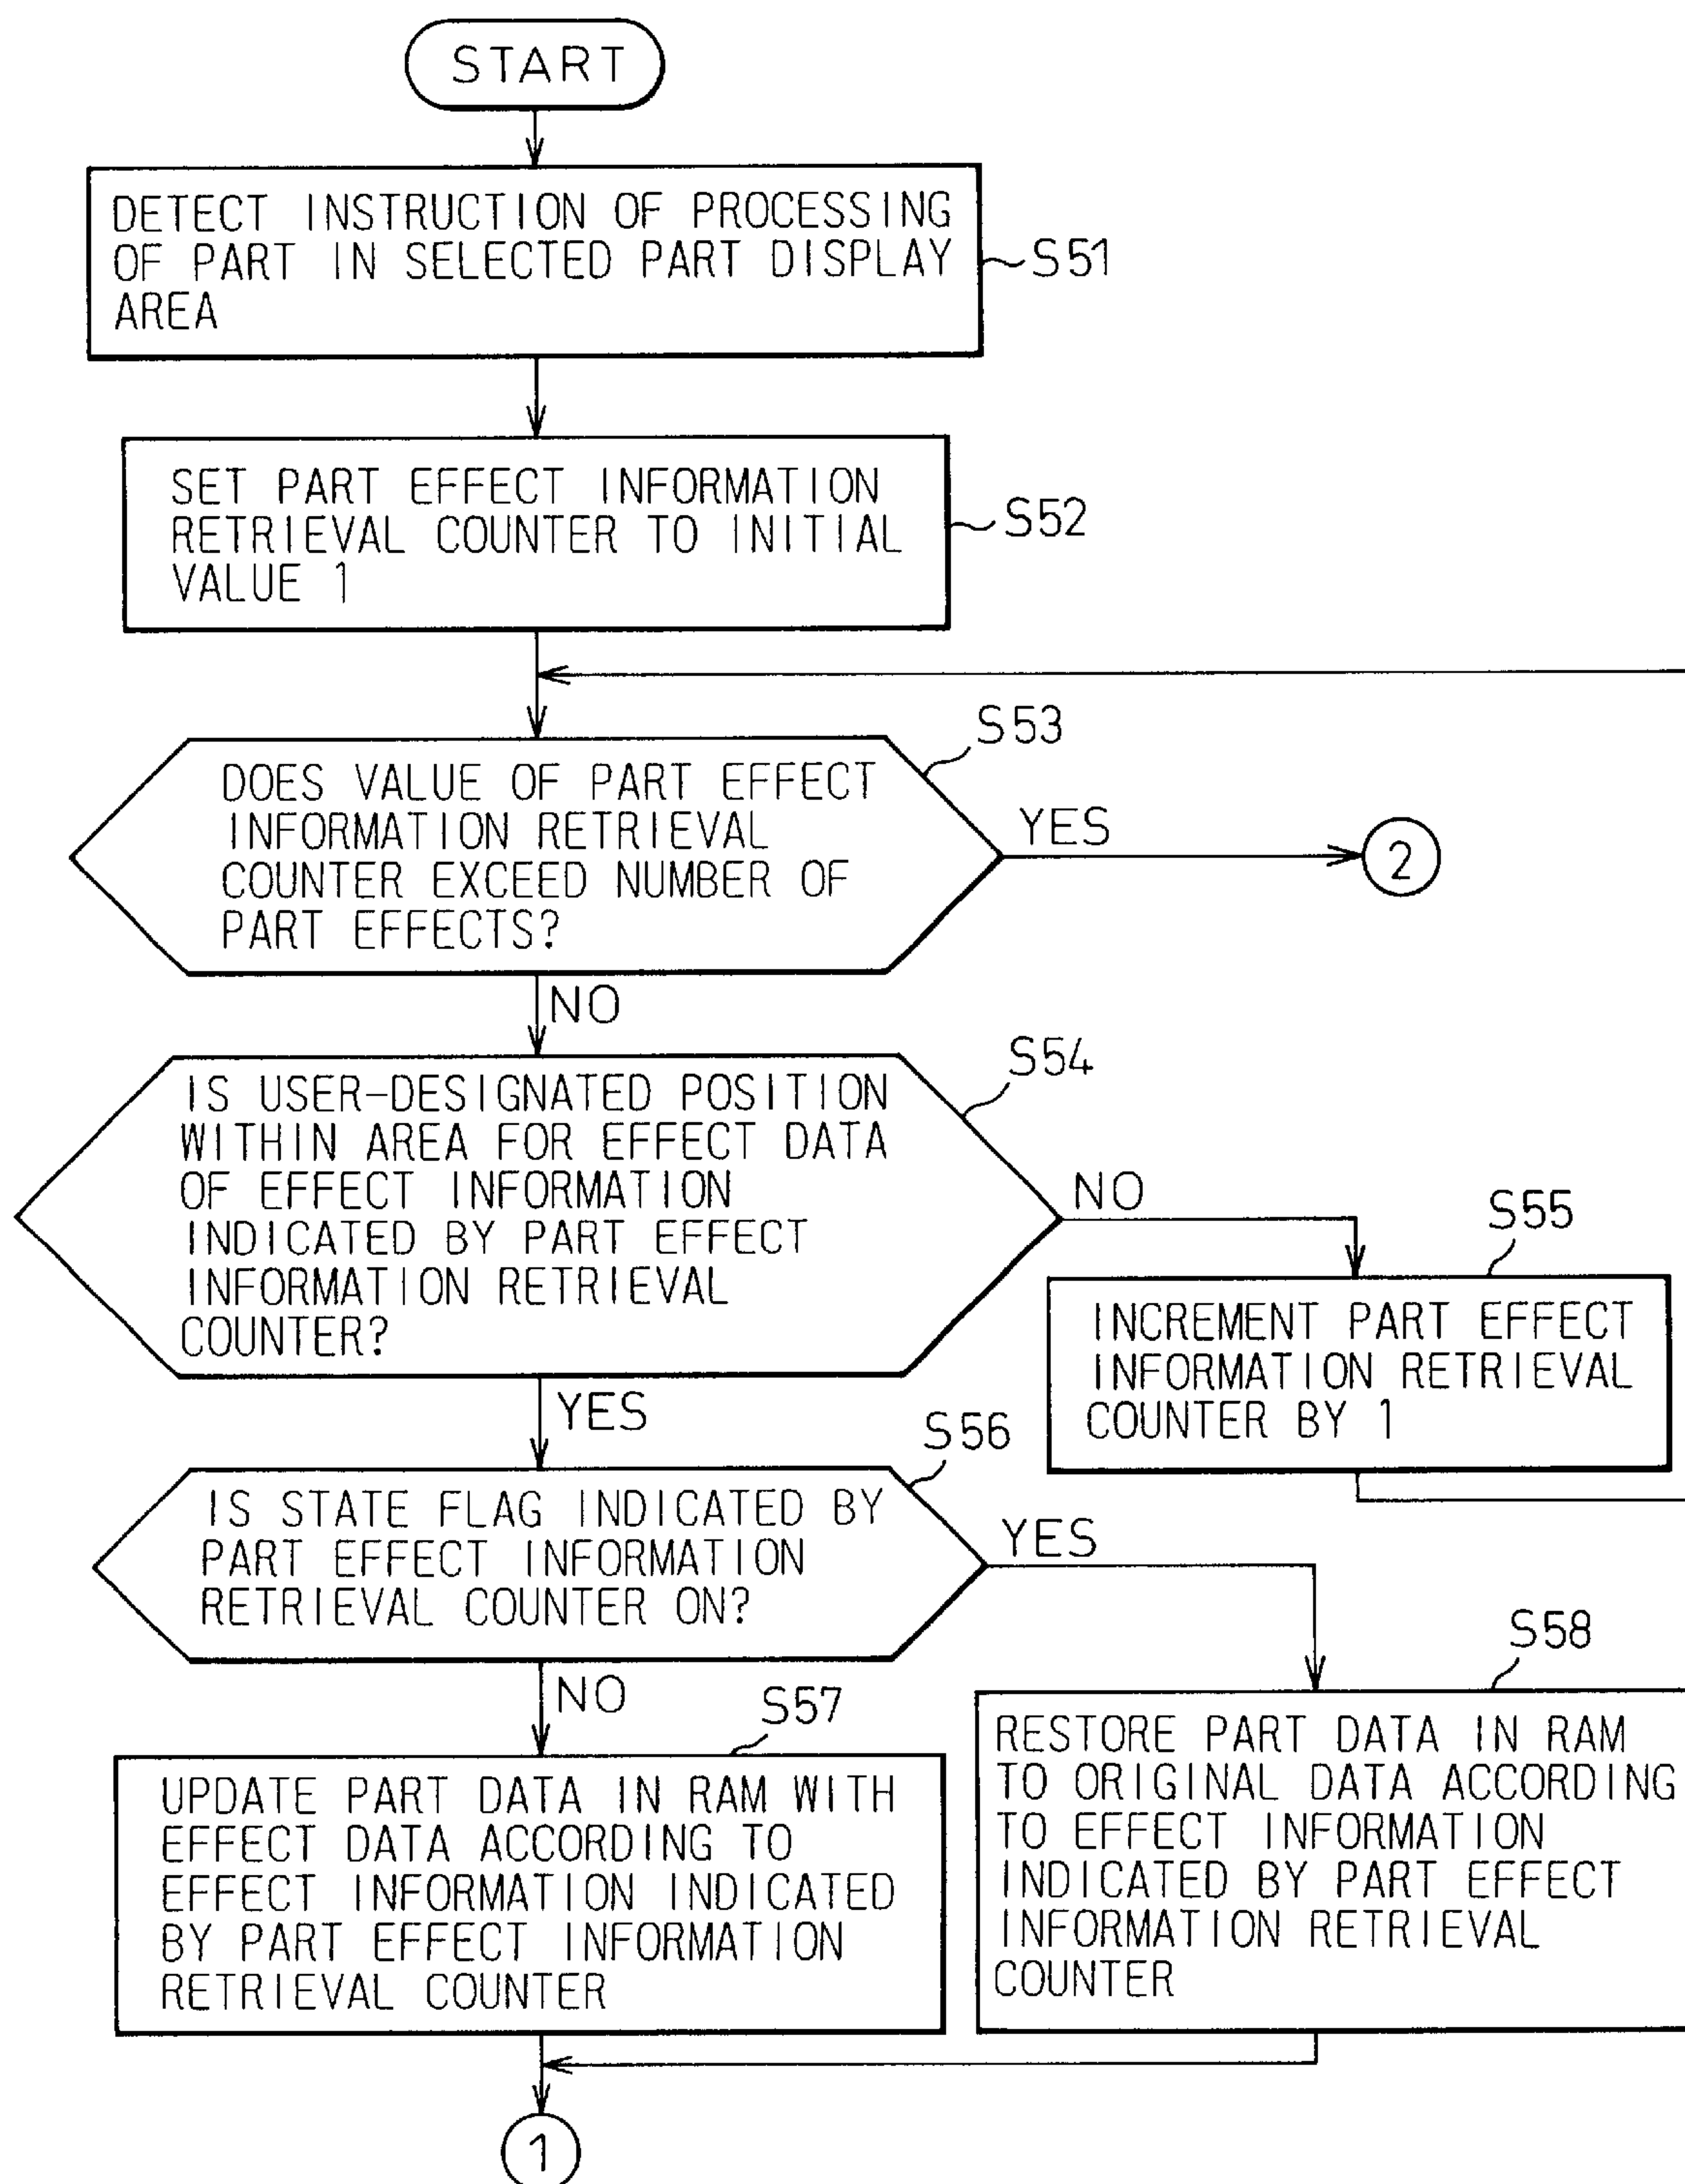 START
DETECT INSTRUCTION OF PROCESSING
OF PART IN SELECTED PART DISPLAY
AREA
S51
SET PART EFFECT INFORMATION
RETRIEVAL COUNTER TO INITIAL
VALUE 1
S52
S53
DOES VALUE OF PART EFFECT
INFORMATION RETRIEVAL
COUNTER EXCEED NUMBER OF
PART EFFECTS?
YES
2
NO
S54
IS USER-DESIGNATED POSITION
WITHIN AREA FOR EFFECT DATA
OF EFFECT INFORMATION
INDICATED BY PART EFFECT
INFORMATION RETRIEVAL
COUNTER?
NO
S55
INCREMENT PART EFFECT
INFORMATION RETRIEVAL
COUNTER BY 1
YES
S56
IS STATE FLAG INDICATED BY
PART EFFECT INFORMATION
RETRIEVAL COUNTER ON?
YES
S58
RESTORE PART DATA IN RAM
TO ORIGINAL DATA ACCORDING
TO EFFECT INFORMATION
INDICATED BY PART EFFECT
INFORMATION RETRIEVAL
COUNTER
NO
S57
UPDATE PART DATA IN RAM WITH
EFFECT DATA ACCORDING TO
EFFECT INFORMATION INDICATED
BY PART EFFECT INFORMATION
RETRIEVAL COUNTER
1